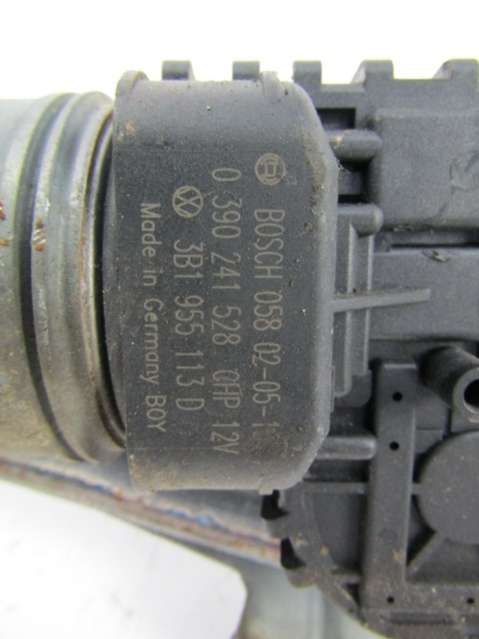 BOSCH 058 02-05-1
0 390 241 528 CHP 12V
3B1 955 113 D
Made in Germany BOY